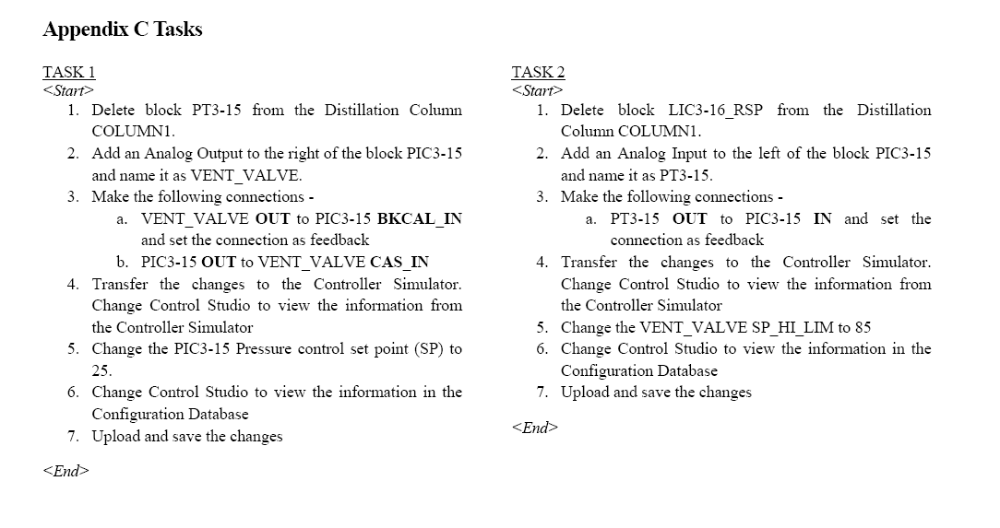 Appendix C Tasks
TASK 1
<Start>
1. Delete block PT3-15 from the Distillation Column
COLUMN1.
2. Add an Analog Output to the right of the block PIC3-15
and name it as VENT_VALVE.
3. Make the following connections -
a. VENT_VALVE OUT to PIC3-15 BKCAL_IN
and set the connection as feedback
b. PIC3-15 OUT to VENT_VALVE CAS_IN
4. Transfer the changes to the Controller Simulator.
Change Control Studio to view the information from
the Controller Simulator
5. Change the PIC3-15 Pressure control set point (SP) to
25.
6. Change Control Studio to view the information in the
Configuration Database
7. Upload and save the changes
<End>
TASK 2
<Start>
1. Delete block LIC3-16_RSP from the Distillation
Column COLUMN1.
2. Add an Analog Input to the left of the block PIC3-15
and name it as PT3-15.
3. Make the following connections -
a. PT3-15 OUT to PIC3-15 IN and set the
connection as feedback
4. Transfer the changes to the Controller Simulator.
Change Control Studio to view the information from
the Controller Simulator
5. Change the VENT_VALVE SP_HI_LIM to 85
6. Change Control Studio to view the information in the
Configuration Database
7. Upload and save the changes
<End>